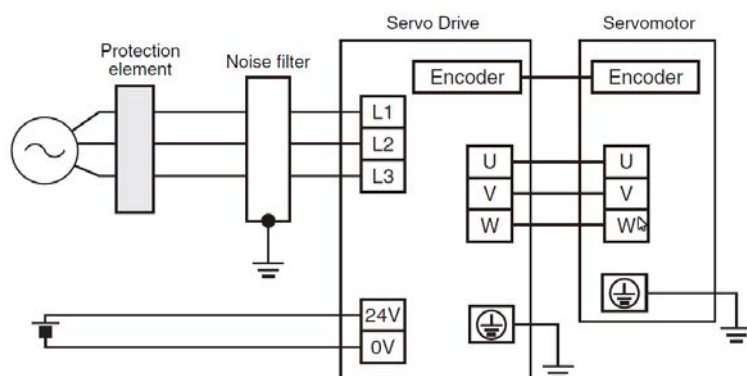 Servo Drive
Servomotor
Protection
element
Noise filter
Encoder
Encoder
L1
L2
L3
U
V
W
U
V
W
24V
0V